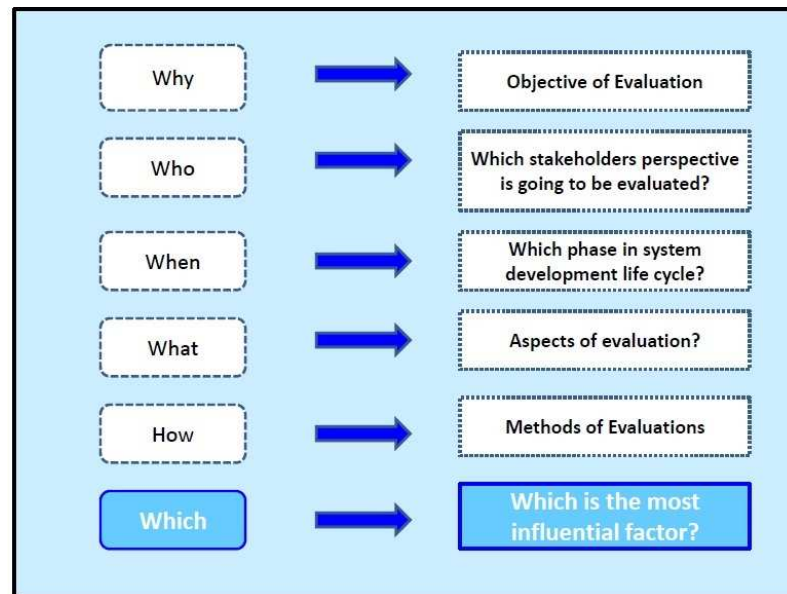 Why
Objective of Evaluation
Who
Which stakeholders perspective
is going to be evaluated?
When
Which phase in system
development life cycle?
What
Aspects of evaluation?
How
Methods of Evaluations
Which
Which is the most
influential factor?